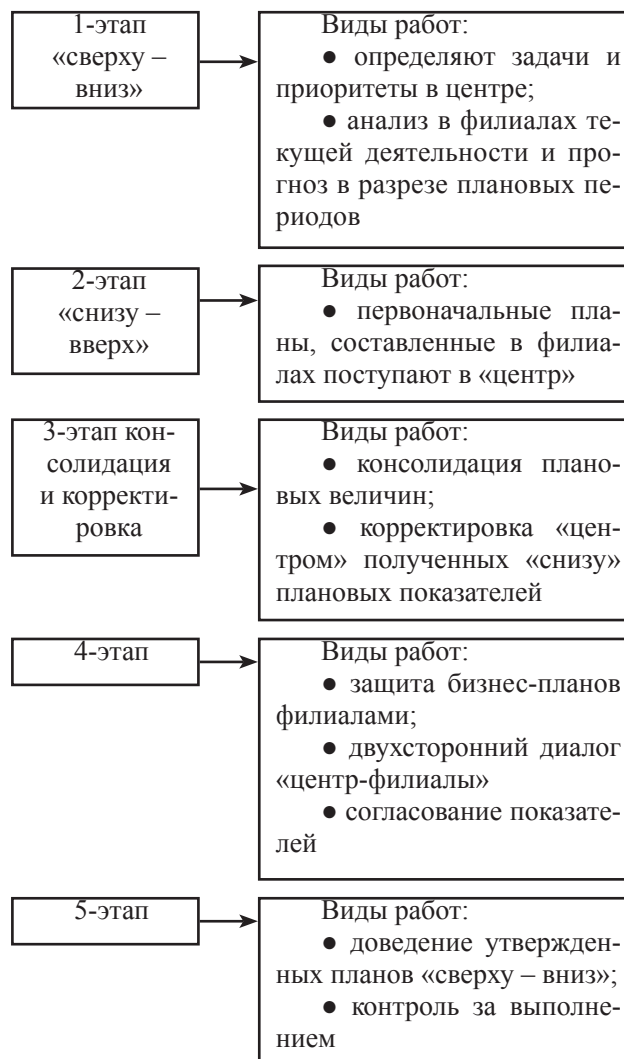 1-этап
«сверху –
вниз»
Виды работ:
● определяют задачи и
приоритеты в центре;
● анализ в филиалах те-
кущей деятельности и про-
гноз в разрезе плановых пе-
риодов
2-этап
«снизу –
вверх»
Виды работ:
● первоначальные пла-
ны, составленные в филиа-
лах поступают в «центр»
3-этап кон-
солидация
и корректи-
ровка
Виды работ:
● консолидация плано-
вых величин;
● корректировка «цен-
тром» полученных «снизу»
плановых показателей
4-этап
Виды работ:
● защита бизнес-планов
филиалами;
● двухсторонний диалог
«центр-филиалы»
● согласование показате-
лей
5-этап
Виды работ:
● доведение утвержден-
ных планов «сверху – вниз»;
● контроль за выполне-
нием